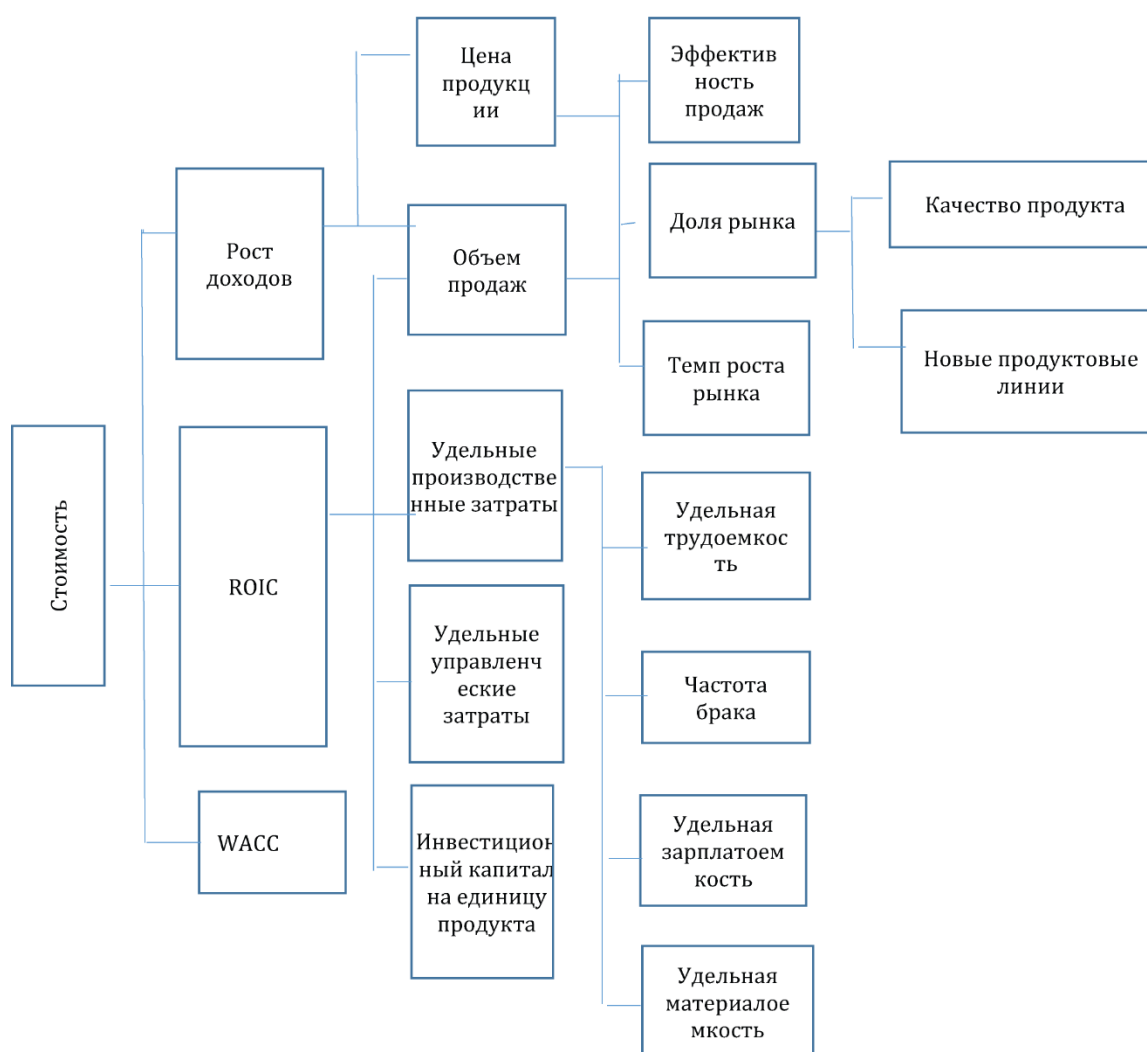 Цена
продукц
ии
Эффектив
ность
продаж
Рост
доходов
Объем
продаж
Доля рынка
Качество продукта
Темп роста
рынка
Новые продуктовые
линии
Стоимость
ROIC
Удельные
производстве
нные затраты
Удельная
трудоемкос
ть
Удельные
управленч
еские
затраты
Частота
брака
WACC
Инвестицион
ный капитал
на единицу
продукта
Удельная
зарплатоем
кость
Удельная
материалое
мкость